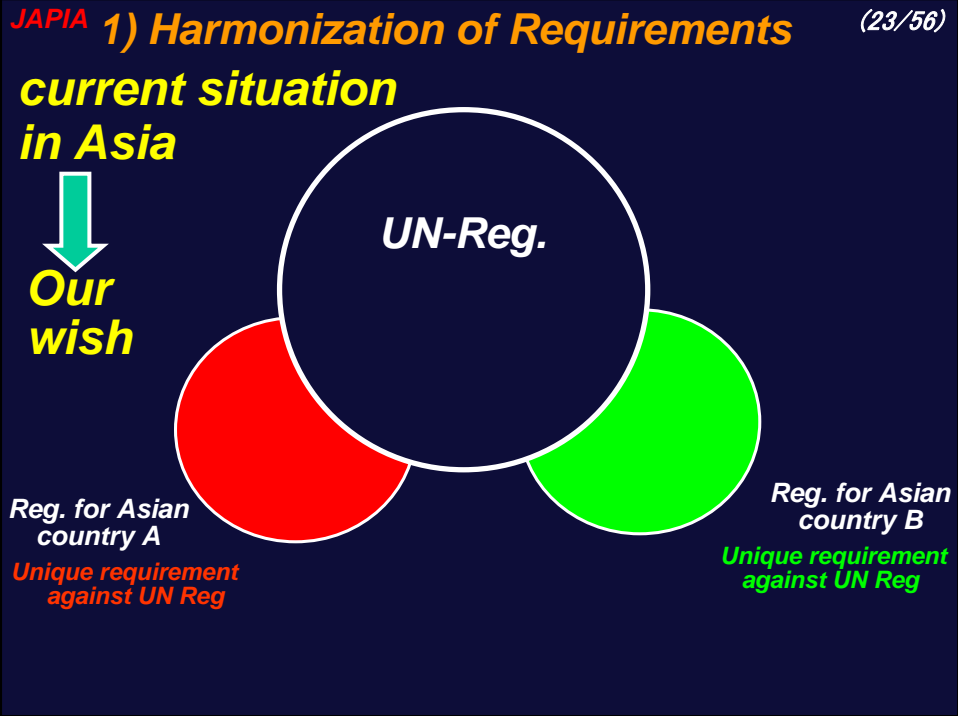 JAPIA 1) Harmonization of Requirements (23/56)
current situation
in Asia
UN-Reg.
Our
wish
Reg. for Asian
country A
Unique requirement
against UN Reg
Reg. for Asian
country B
Unique requirement
against UN Reg